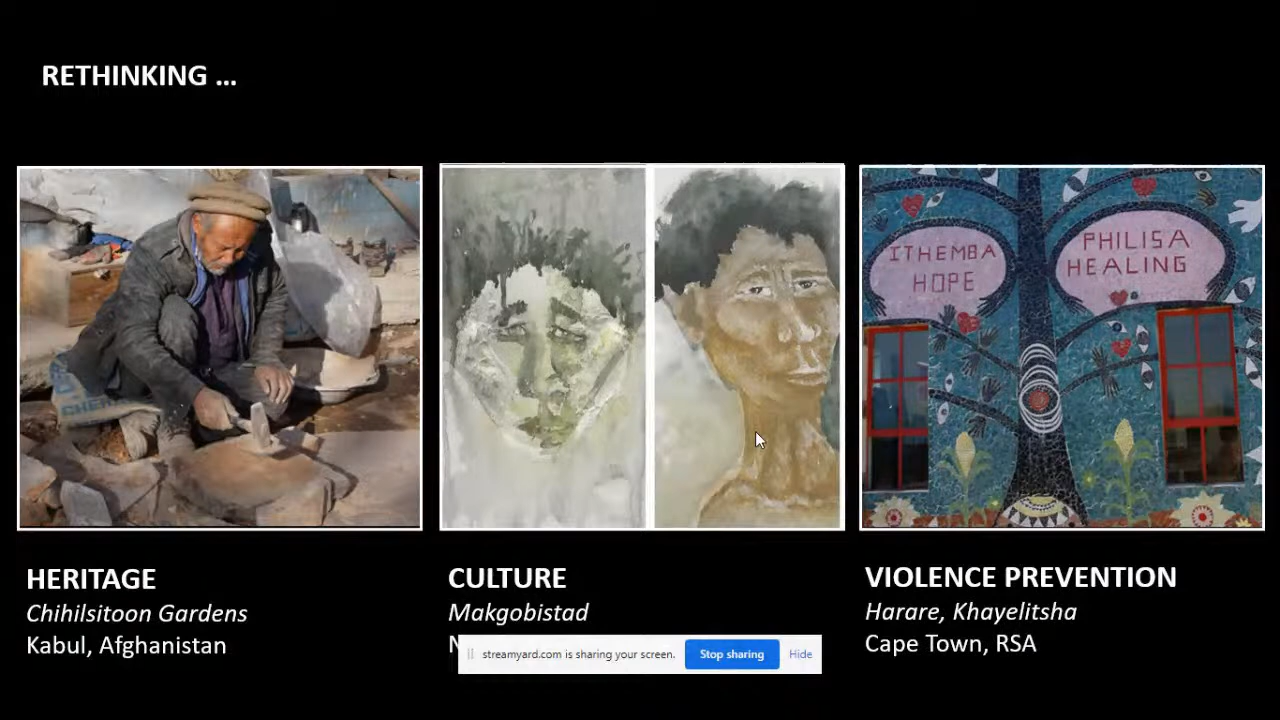 RETHINKING ...
ITHEMBA
HOPE
PHILISA
HEALING
HERITAGE
Chihilsitoon Gardens
Kabul, Afghanistan
CULTURE
Makgobistad
VIOLENCE PREVENTION
Harare, Khayelitsha
Cape Town, RSA
streamyard.com is sharing your screen. Stop sharing Hide